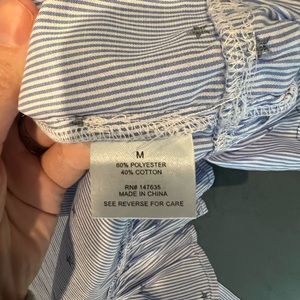 M
60% POLYESTER
40% COTTON
RN# 147635
MADE IN CHINA
SEE REVERSE FOR CARE